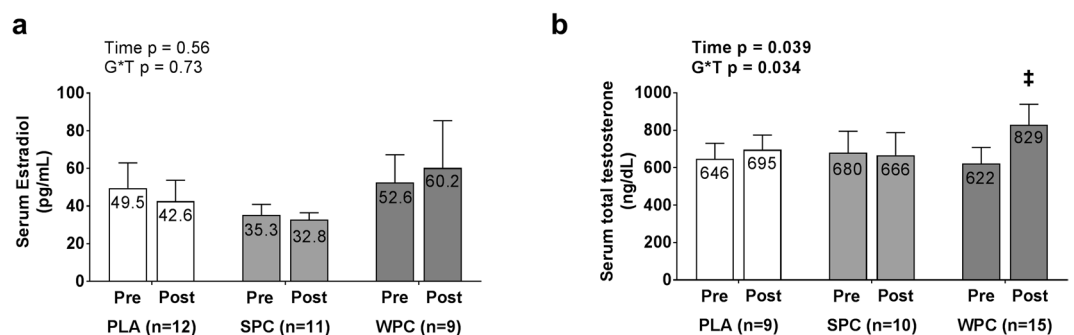 a
Time p = 0.56
G*T p = 0.73
Serum Estradiol
(pg/mL)
100
80
60
40
20
0
49.5
42.6
35.3
32.8
52.6
60.2
Pre Post Pre Post Pre Post
PLA (n=12) SPC (n=11) WPC (n=9)
b
Time p = 0.039
G*T p = 0.034
Serum total testosterone
(ng/dL)
1000
800
600
400
200
0
646
695
680
666
622
829
‡
Pre Post Pre Post Pre Post
PLA (n=9) SPC (n=10) WPC (n=15)